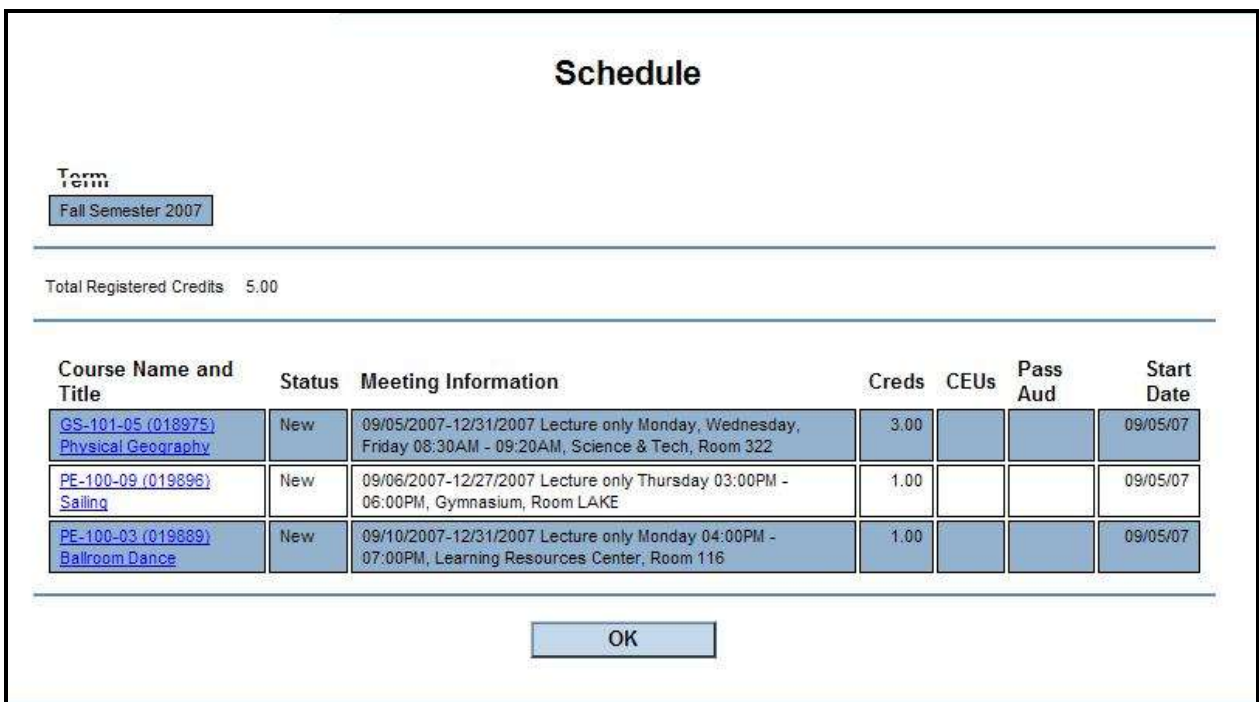 Schedule
Term
Fall Semester 2007
Total Registered Credits 5.00
Course Name and Title Status Meeting Information Creds CEUs Pass Aud Start Date
GS-101-05 (018975) New 09/05/2007-12/31/2007 Lecture only Monday, Wednesday, 3.00 09/05/07
Physical Geography Friday 08:30AM - 09:20AM, Science & Tech, Room 322
PE-100-09 (019896) New 09/06/2007-12/27/2007 Lecture only Thursday 03:00PM - 1.00 09/05/07
Sailing 06:00PM, Gymnasium, Room LAKE
PE-100-03 (019889) New 09/10/2007-12/31/2007 Lecture only Monday 04:00PM - 1.00 09/05/07
Ballroom Dance 07:00PM, Learning Resources Center, Room 116
OK